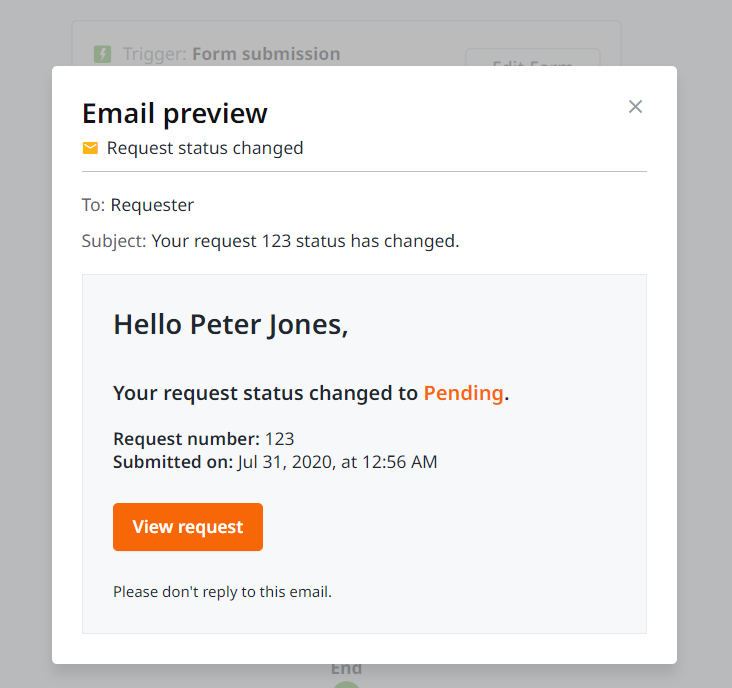 Trigger: Form submission
Edit Form
Email preview
Request status changed
To: Requester
Subject: Your request 123 status has changed.
Hello Peter Jones,
Your request status changed to Pending.
Request number: 123
Submitted on: Jul 31, 2020, at 12:56 AM
View request
Please don't reply to this email.
End